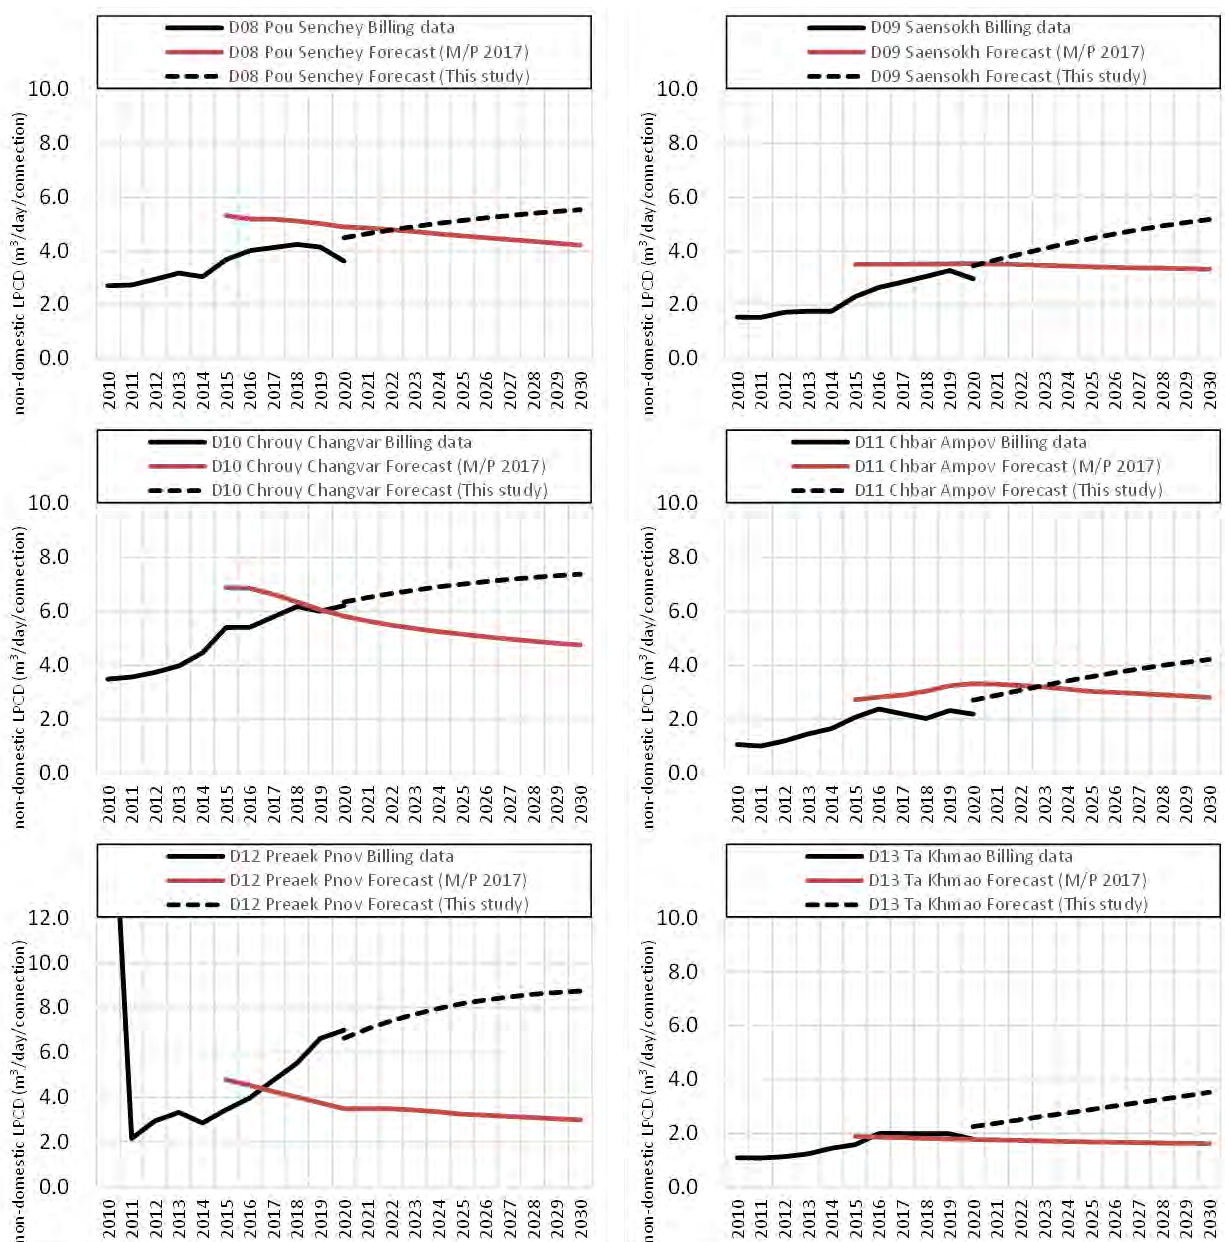 D08 Pou Senchey Billing data
D08 Pou Senchey Forecast (M/P 2017)
D08 Pou Senchey Forecast (This study)
non-domestic LPCD (m³/day/connection)
10.0
8.0
6.0
4.0
2.0
0.0
2010 2011 2012 2013 2014 2015 2016 2017 2018 2019 2020 2021 2022 2023 2024 2025 2026 2027 2028 2029 2030
D09 Saensokh Billing data
D09 Saensokh Forecast (M/P 2017)
D09 Saensokh Forecast (This study)
non-domestic LPCD (m³/day/connection)
10.0
8.0
6.0
4.0
2.0
0.0
2010 2011 2012 2013 2014 2015 2016 2017 2018 2019 2020 2021 2022 2023 2024 2025 2026 2027 2028 2029 2030
D10 Chrouy Changvar Billing data
D10 Chrouy Changvar Forecast (M/P 2017)
D10 Chrouy Changvar Forecast (This study)
non-domestic LPCD (m³/day/connection)
10.0
8.0
6.0
4.0
2.0
0.0
2010 2011 2012 2013 2014 2015 2016 2017 2018 2019 2020 2021 2022 2023 2024 2025 2026 2027 2028 2029 2030
D11 Chbar Ampov Billing data
D11 Chbar Ampov Forecast (M/P 2017)
D11 Chbar Ampov Forecast (This study)
non-domestic LPCD (m³/day/connection)
10.0
8.0
6.0
4.0
2.0
0.0
2010 2011 2012 2013 2014 2015 2016 2017 2018 2019 2020 2021 2022 2023 2024 2025 2026 2027 2028 2029 2030
D12 Preaek Pnov Billing data
D12 Preaek Pnov Forecast (M/P 2017)
D12 Preaek Pnov Forecast (This study)
non-domestic LPCD (m³/day/connection)
12.0
10.0
8.0
6.0
4.0
2.0
0.0
2010 2011 2012 2013 2014 2015 2016 2017 2018 2019 2020 2021 2022 2023 2024 2025 2026 2027 2028 2029 2030
D13 Ta Khmao Billing data
D13 Ta Khmao Forecast (M/P 2017)
D13 Ta Khmao Forecast (This study)
non-domestic LPCD (m³/day/connection)
10.0
8.0
6.0
4.0
2.0
0.0
2010 2011 2012 2013 2014 2015 2016 2017 2018 2019 2020 2021 2022 2023 2024 2025 2026 2027 2028 2029 2030